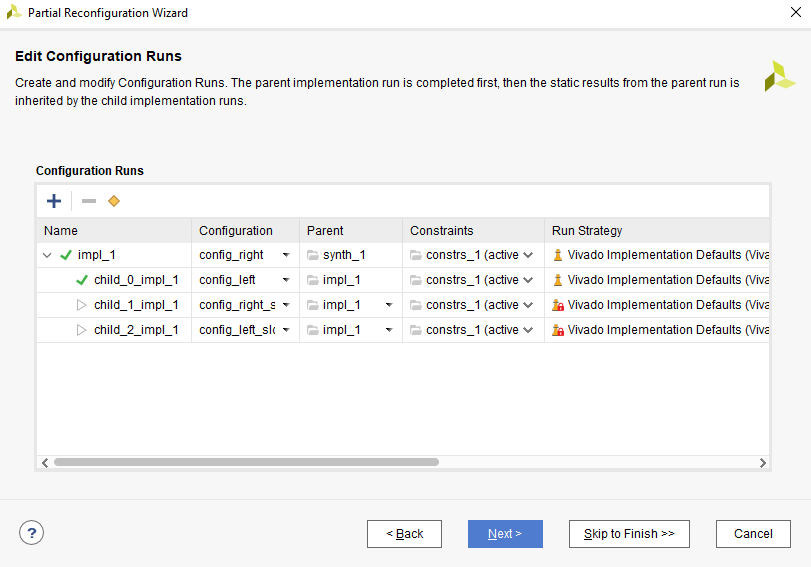 Partial Reconfiguration Wizard
Edit Configuration Runs
Create and modify Configuration Runs. The parent implementation run is completed first, then the static results from the parent run is
inherited by the child implementation runs.
Configuration Runs
Name Configuration Parent Constraints Run Strategy
impl_1 config_right synth_1 constrs_1 (active Vivado Implementation Defaults (Viva
child_0_impl_1 config_left impl_1 constrs_1 (active Vivado Implementation Defaults (Viva
child_1_impl_1 config_right_s impl_1 constrs_1 (active Vivado Implementation Defaults (Viva
child_2_impl_1 config_left_slo impl_1 constrs_1 (active Vivado Implementation Defaults (Viva
?
< Back Next > Skip to Finish >> Cancel